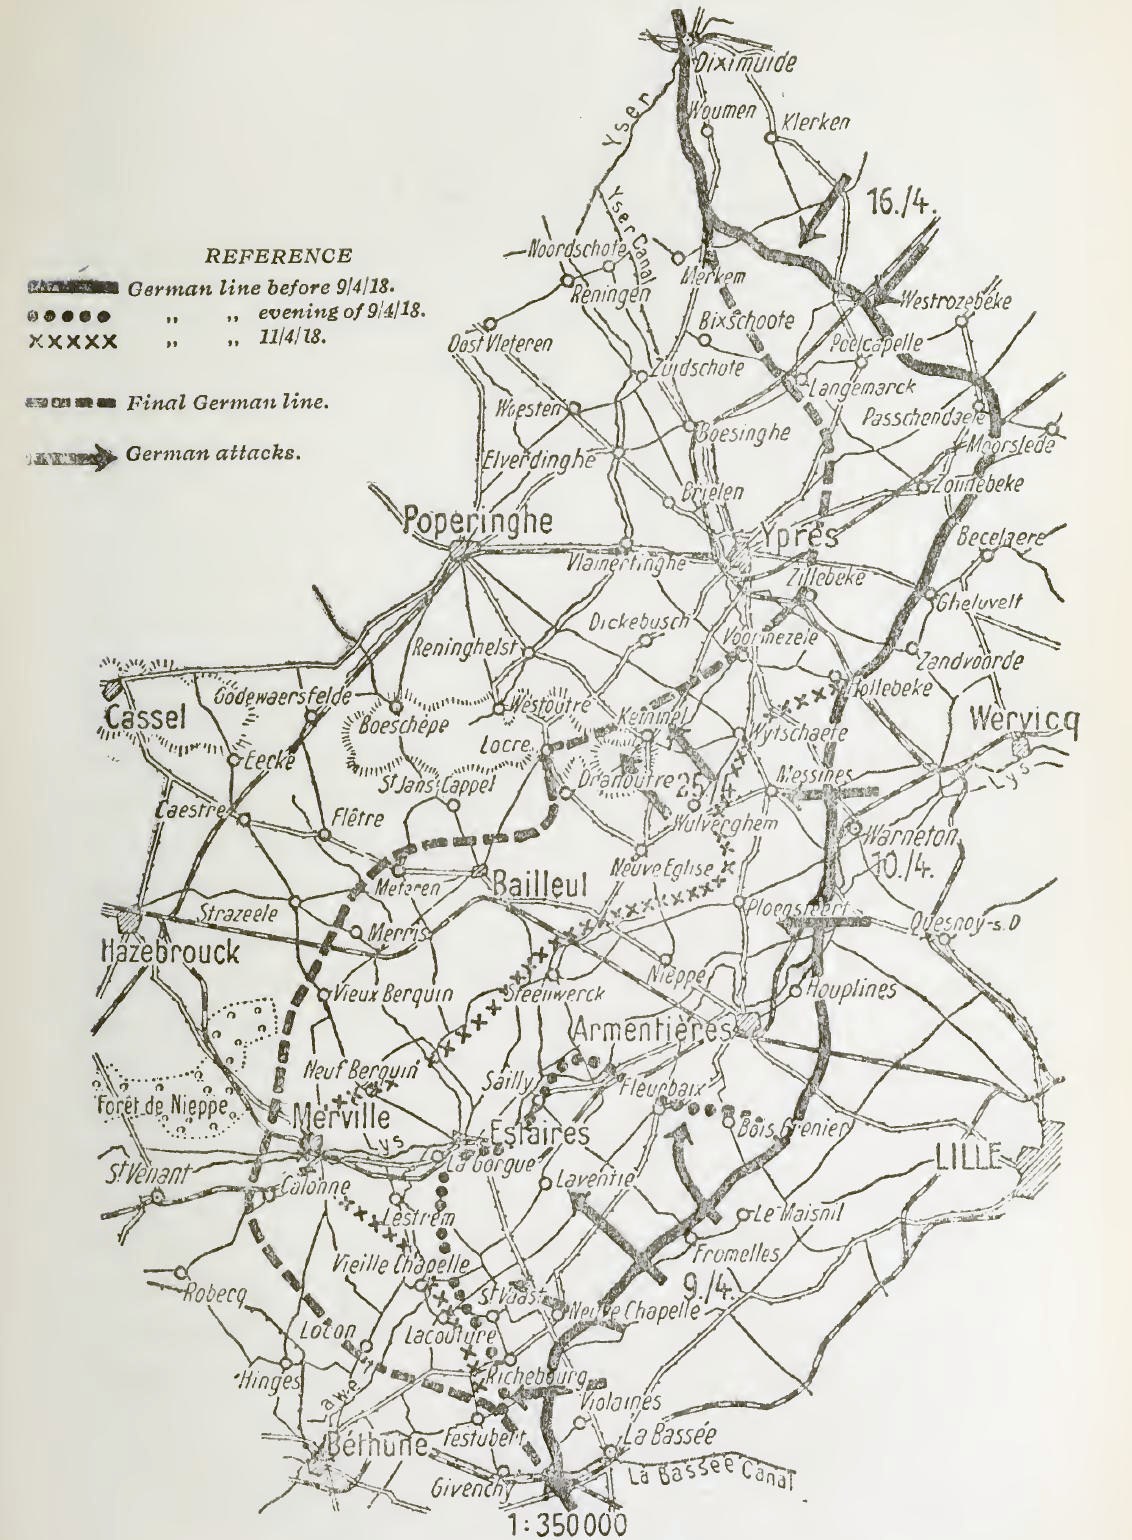 Diximuide
Woumen
Klerken
Yser
16./4.
Yser Canal
REFERENCE
German line before 9/4/18.
,, ,, evening of 9/4/18.
,, ,, 11/4/18.
Final German line.
German attacks.
Noordschote
Merkem
Reningen
Westrozebeke
Bixschoote
Oost Vleteren
Poelcapelle
Zuidschote
Langemarck
Woesten
Passchendaele
Boesinghe
Moorslede
Elverdinghe
Zonnebeke
Brielen
Poperinghe
Ypres
Becelaere
Vlamertinghe
Zillebeke
Gheluvelt
Dickebusch
Voormezele
Reninghelst
Zandvoorde
Godewaersfelde
Hollebeke
Westoutre
Cassel
Boeschepe
Kemmel
Wervicq
Wytschaete
Locre
Eecke
Lys
St Jans Cappel
Dranoutre
25./4.
Messines
Caestre
Flêtre
Wulverghem
Warneton
10./4.
Neuve Eglise
Meteren
Bailleul
Ploegsteert
Strazeele
Merris
Quesnoy-s.D
Hazebrouck
Nieppe
Vieux Berquin
Steenwerck
Houplines
Armentières
Neuf Berquin
Sailly
Fleurbaix
Forêt de Nieppe
Merville
Lys
Estaires
Bois Grenier
LILLE
La Gorgue
St Venant
Calonne
Laventie
Lestrem
Le Maisnil
Fromelles
Vieille Chapelle
9./4.
Robecq
St Vaast
Neuve Chapelle
Locon
Lacouture
Hinges
Lawe
Richebourg
Violaines
Béthune
Festubert
La Bassée
Givenchy
La Bassée Canal
1:350000